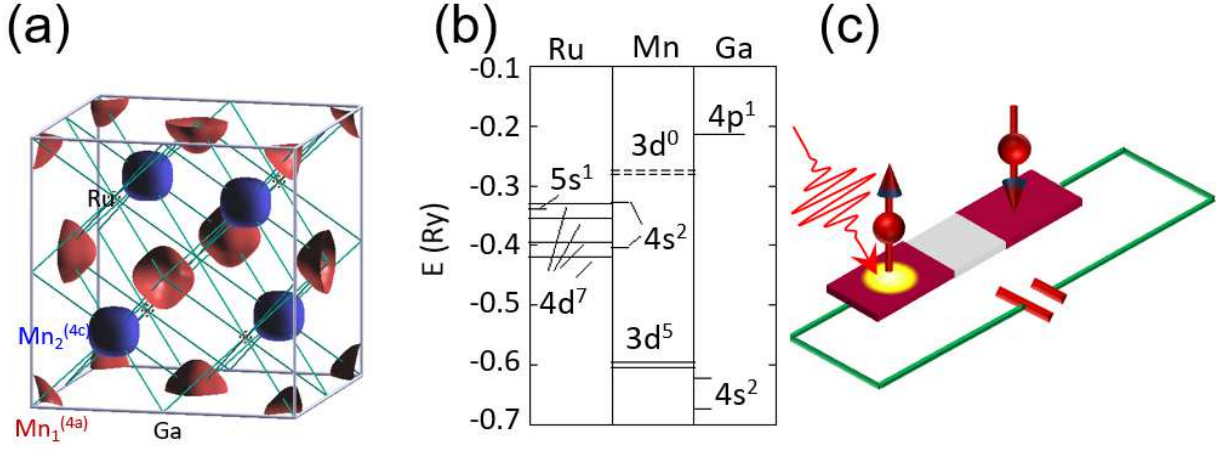 (a)
Ru
Mn₂⁽⁴ᶜ⁾
Mn₁⁽⁴ᵃ⁾
Ga
(b)
Ru Mn Ga
-0.1
-0.2
-0.3
-0.4
-0.5
-0.6
-0.7
E (Ry)
4p¹
3d⁰
5s¹
4s²
4d⁷
3d⁵
4s²
(c)